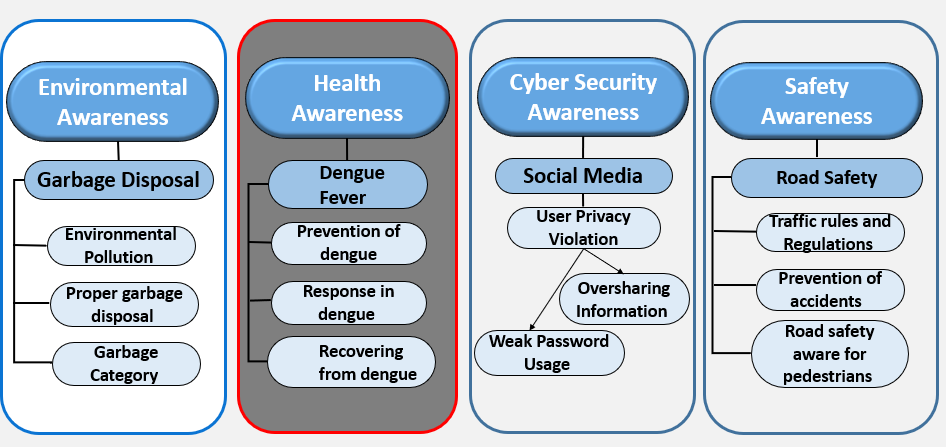 Environmental
Awareness
Garbage Disposal
Environmental
Pollution
Proper garbage
disposal
Garbage
Category
Health
Awareness
Dengue
Fever
Prevention of
dengue
Response in
dengue
Recovering
from dengue
Cyber Security
Awareness
Social Media
User Privacy
Violation
Oversharing
Information
Weak Password
Usage
Safety
Awareness
Road Safety
Traffic rules and
Regulations
Prevention of
accidents
Road safety
aware for
pedestrians